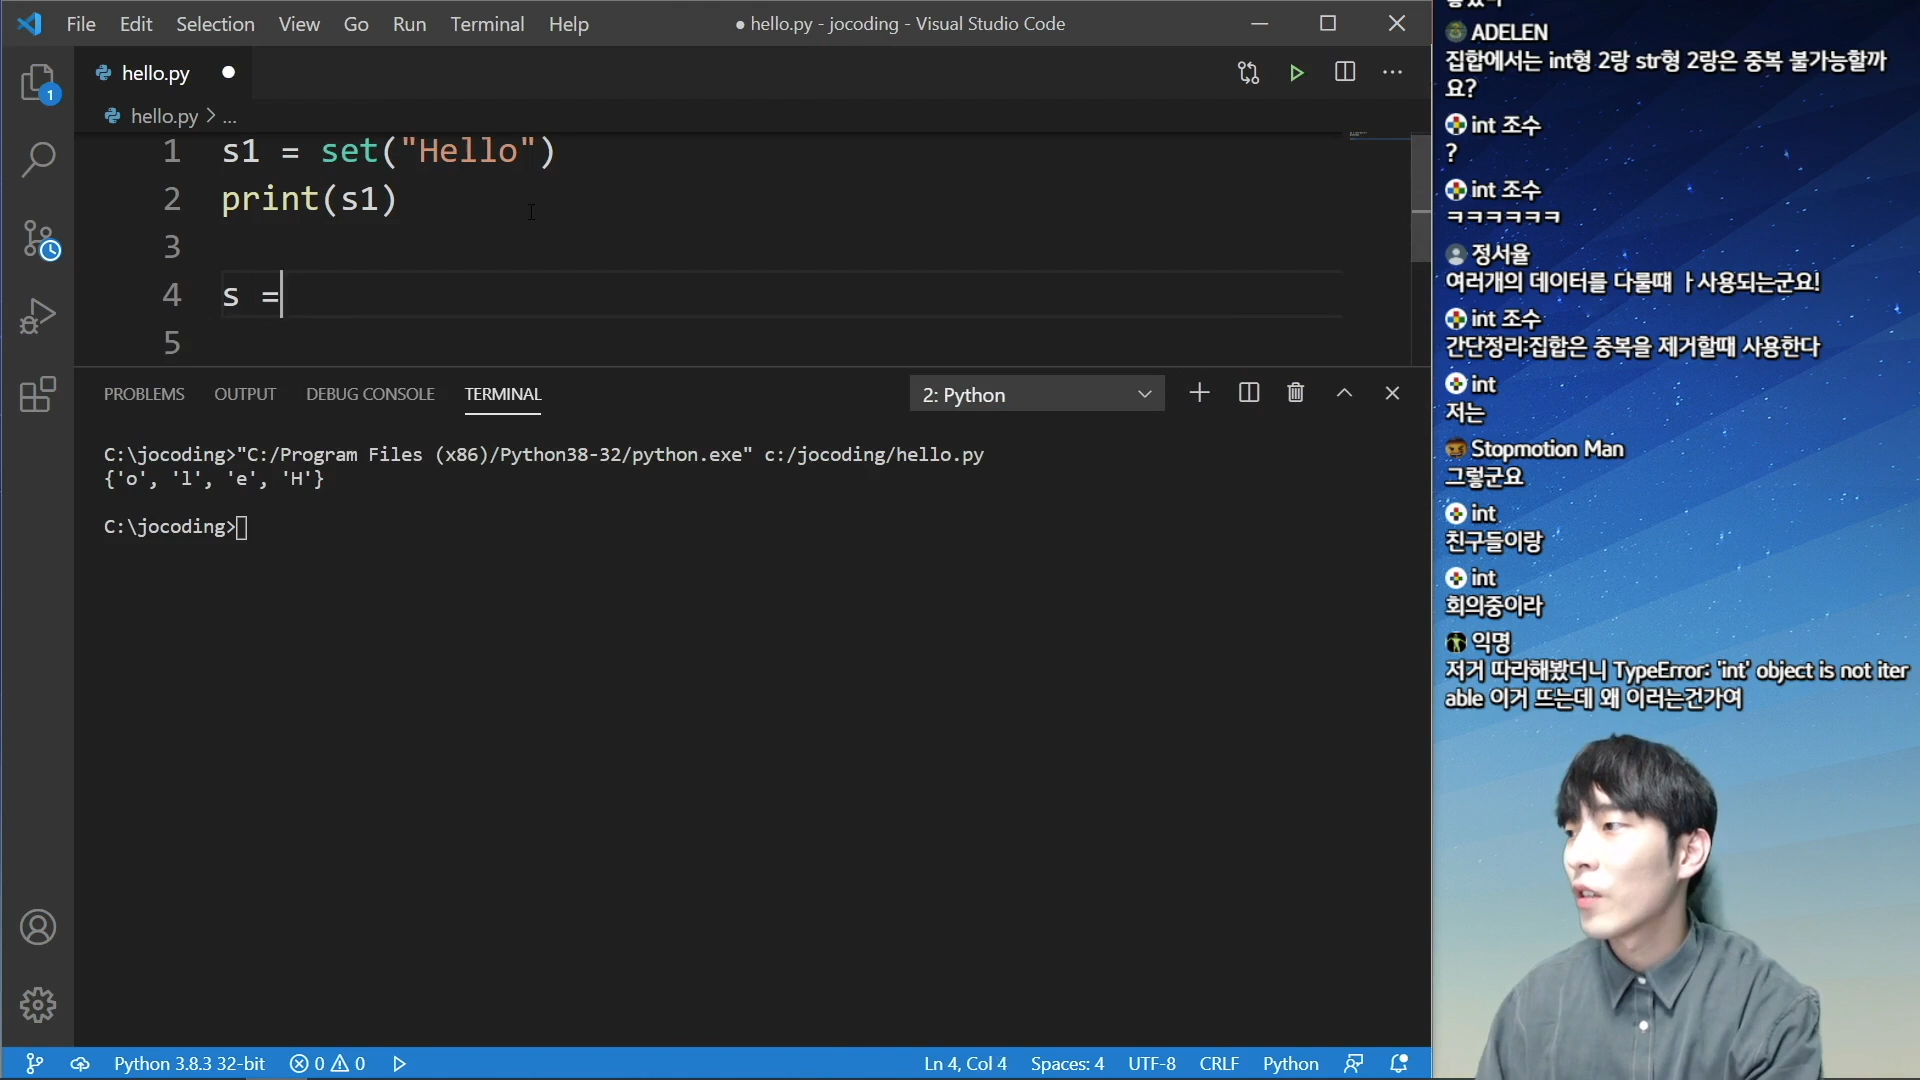 File Edit Selection View Go Run Terminal Help
● hello.py - jocoding - Visual Studio Code
hello.py
hello.py > ...
1 s1 = set("Hello")
2 print(s1)
3
4 s =
5
PROBLEMS OUTPUT DEBUG CONSOLE TERMINAL
2: Python
C:\jocoding>"C:/Program Files (x86)/Python38-32/python.exe" c:/jocoding/hello.py
{'o', 'l', 'e', 'H'}
C:\jocoding>
1
Python 3.8.3 32-bit
0 0
Ln 4, Col 4 Spaces: 4 UTF-8 CRLF Python
ADELEN
집합에서는 int형 2랑 str형 2랑은 중복 불가능할까
요?
int 조수
?
int 조수
ㅋㅋㅋㅋㅋㅋ
정서율
여러개의 데이터를 다룰때 ㅏ사용되는군요!
int 조수
간단정리:집합은 중복을 제거할때 사용한다
int
저는
Stopmotion Man
그렇군요
int
친구들이랑
int
회의중이라
익명
저거 따라해봤더니 TypeError: 'int' object is not iter
able 이거 뜨는데 왜 이러는건가여